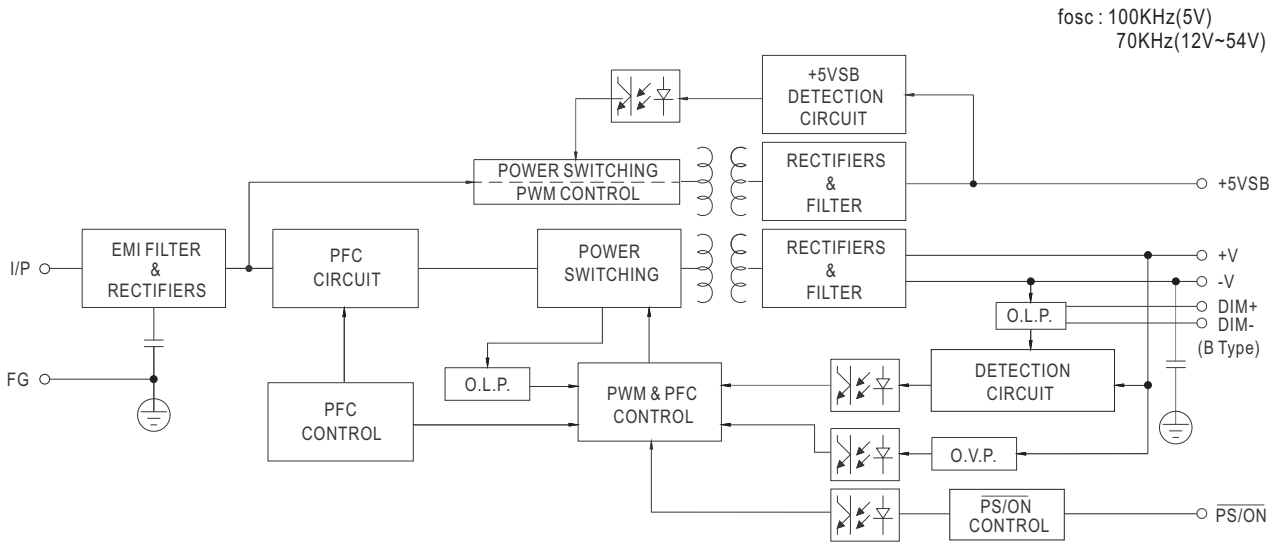 fosc : 100KHz(5V)
70KHz(12V~54V)
+5VSB
DETECTION
CIRCUIT
POWER SWITCHING
PWM CONTROL
RECTIFIERS
&
FILTER
+5VSB
I/P
EMI FILTER
&
RECTIFIERS
PFC
CIRCUIT
POWER
SWITCHING
RECTIFIERS
&
FILTER
+V
-V
O.L.P.
DIM+
DIM-
(B Type)
FG
PFC
CONTROL
O.L.P.
PWM & PFC
CONTROL
DETECTION
CIRCUIT
O.V.P.
PS/ON
CONTROL
PS/ON